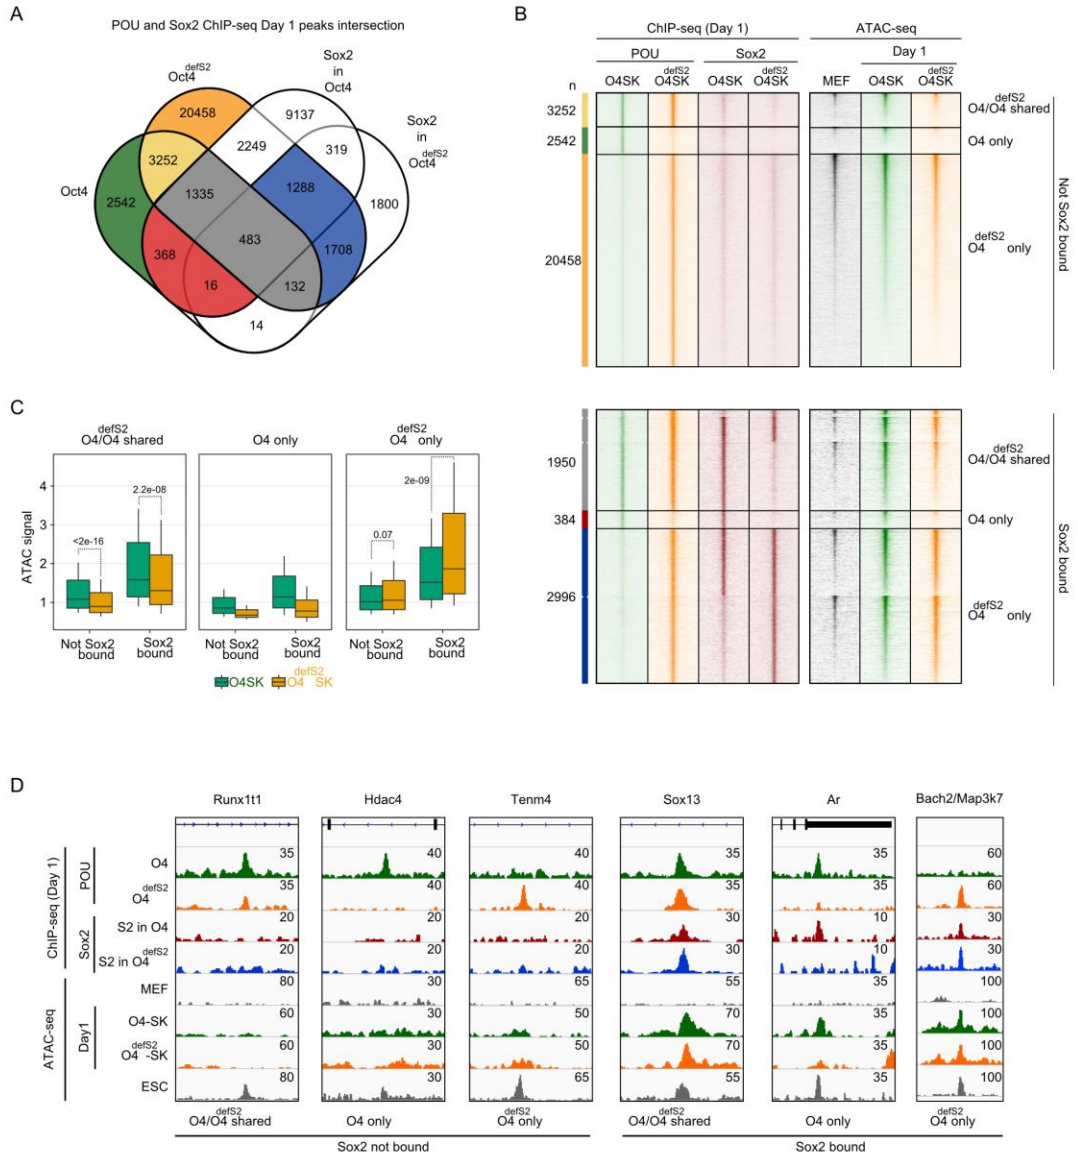 A
POU and Sox2 ChIP-seq Day 1 peaks intersection
defS2
Oct4
Sox2
in
Oct4
Sox2
in
defS2
Oct4
Oct4
20458
9137
2249
319
3252
1335
1288
1800
2542
483
368
1708
16
132
14
B
ChIP-seq (Day 1)
ATAC-seq
POU
Sox2
Day 1
n
O4SK
defS2
O4SK
O4SK
defS2
O4SK
MEF
O4SK
defS2
O4SK
3252
defS2
O4/O4 shared
2542
O4 only
20458
defS2
O4 only
Not Sox2 bound
1950
defS2
O4/O4 shared
384
O4 only
2996
defS2
O4 only
Sox2 bound
C
defS2
O4/O4 shared
O4 only
defS2
O4 only
ATAC signal
4
3
2
1
<2e-16
2.2e-08
0.07
2e-09
Not Sox2
bound
Sox2
bound
Not Sox2
bound
Sox2
bound
Not Sox2
bound
Sox2
bound
O4SK
defS2
O4 SK
D
Runx1t1 Hdac4 Tenm4 Sox13 Ar Bach2/Map3k7
ChIP-seq (Day 1)
POU
Sox2
ATAC-seq
Day1
O4 35 40 40 35 35 60
defS2
O4 35 40 40 35 35 60
S2 in O4 20 20 20 30 10 30
defS2
S2 in O4 20 20 20 30 10 30
MEF 80 30 65 55 35 100
O4-SK 60 30 50 70 35 100
defS2
O4 -SK 60 30 50 70 35 100
ESC 80 30 65 55 35 100
defS2
O4/O4 shared
O4 only
defS2
O4 only
defS2
O4/O4 shared
O4 only
defS2
O4 only
Sox2 not bound
Sox2 bound